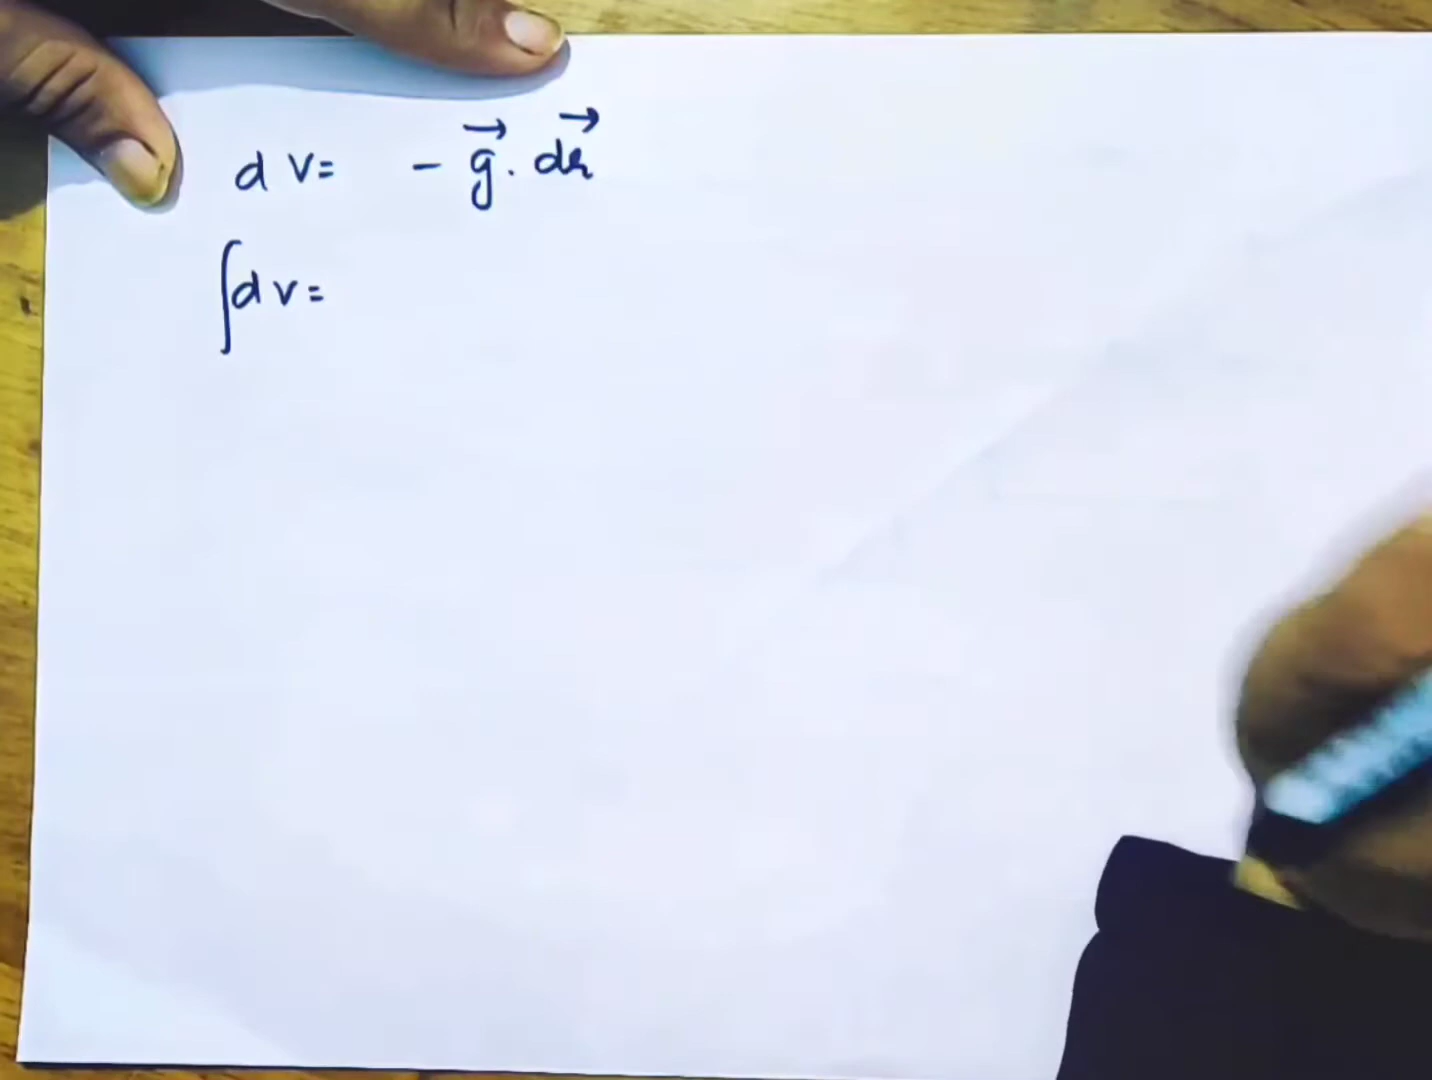 dv= - g⃗. dr⃗
∫dv=